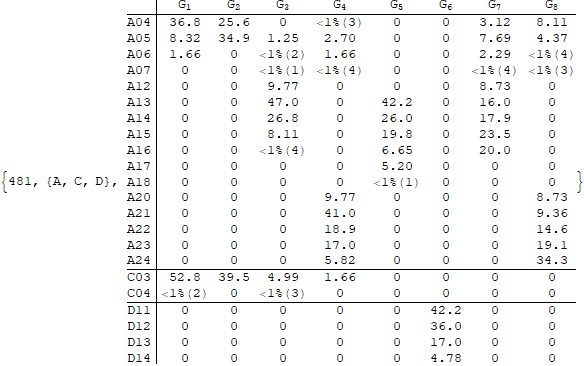 G1 G2 G3 G4 G5 G6 G7 G8
A04 36.8 25.6 0 <1%(3) 0 0 3.12 8.11
A05 8.32 34.9 1.25 2.70 0 0 7.69 4.37
A06 1.66 0 <1%(2) 1.66 0 0 2.29 <1%(4)
A07 0 0 <1%(1) <1%(4) 0 0 <1%(4) <1%(3)
A12 0 0 9.77 0 0 0 8.73 0
A13 0 0 47.0 0 42.2 0 16.0 0
A14 0 0 26.8 0 26.0 0 17.9 0
A15 0 0 8.11 0 19.8 0 23.5 0
A16 0 0 <1%(4) 0 6.65 0 20.0 0
A17 0 0 0 0 5.20 0 0 0
{481, {A, C, D}, A18 0 0 0 0 <1%(1) 0 0 0 }
A20 0 0 0 9.77 0 0 0 8.73
A21 0 0 0 41.0 0 0 0 9.36
A22 0 0 0 18.9 0 0 0 14.6
A23 0 0 0 17.0 0 0 0 19.1
A24 0 0 0 5.82 0 0 0 34.3
C03 52.8 39.5 4.99 1.66 0 0 0 0
C04 <1%(2) 0 <1%(3) 0 0 0 0 0
D11 0 0 0 0 0 42.2 0 0
D12 0 0 0 0 0 36.0 0 0
D13 0 0 0 0 0 17.0 0 0
D14 0 0 0 0 0 4.78 0 0